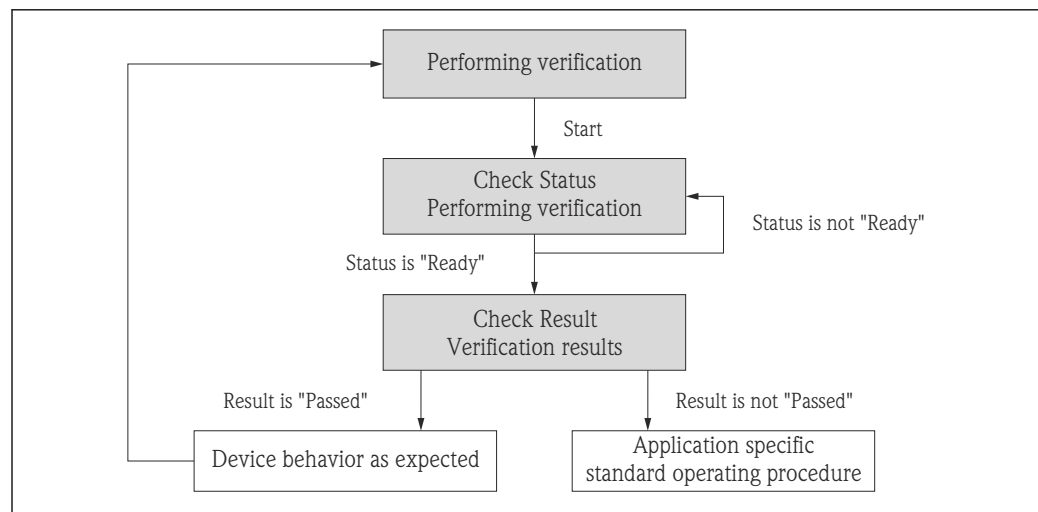 Performing verification
Start
Check Status
Performing verification
Status is not "Ready"
Status is "Ready"
Check Result
Verification results
Result is "Passed"
Result is not "Passed"
Device behavior as expected
Application specific
standard operating procedure